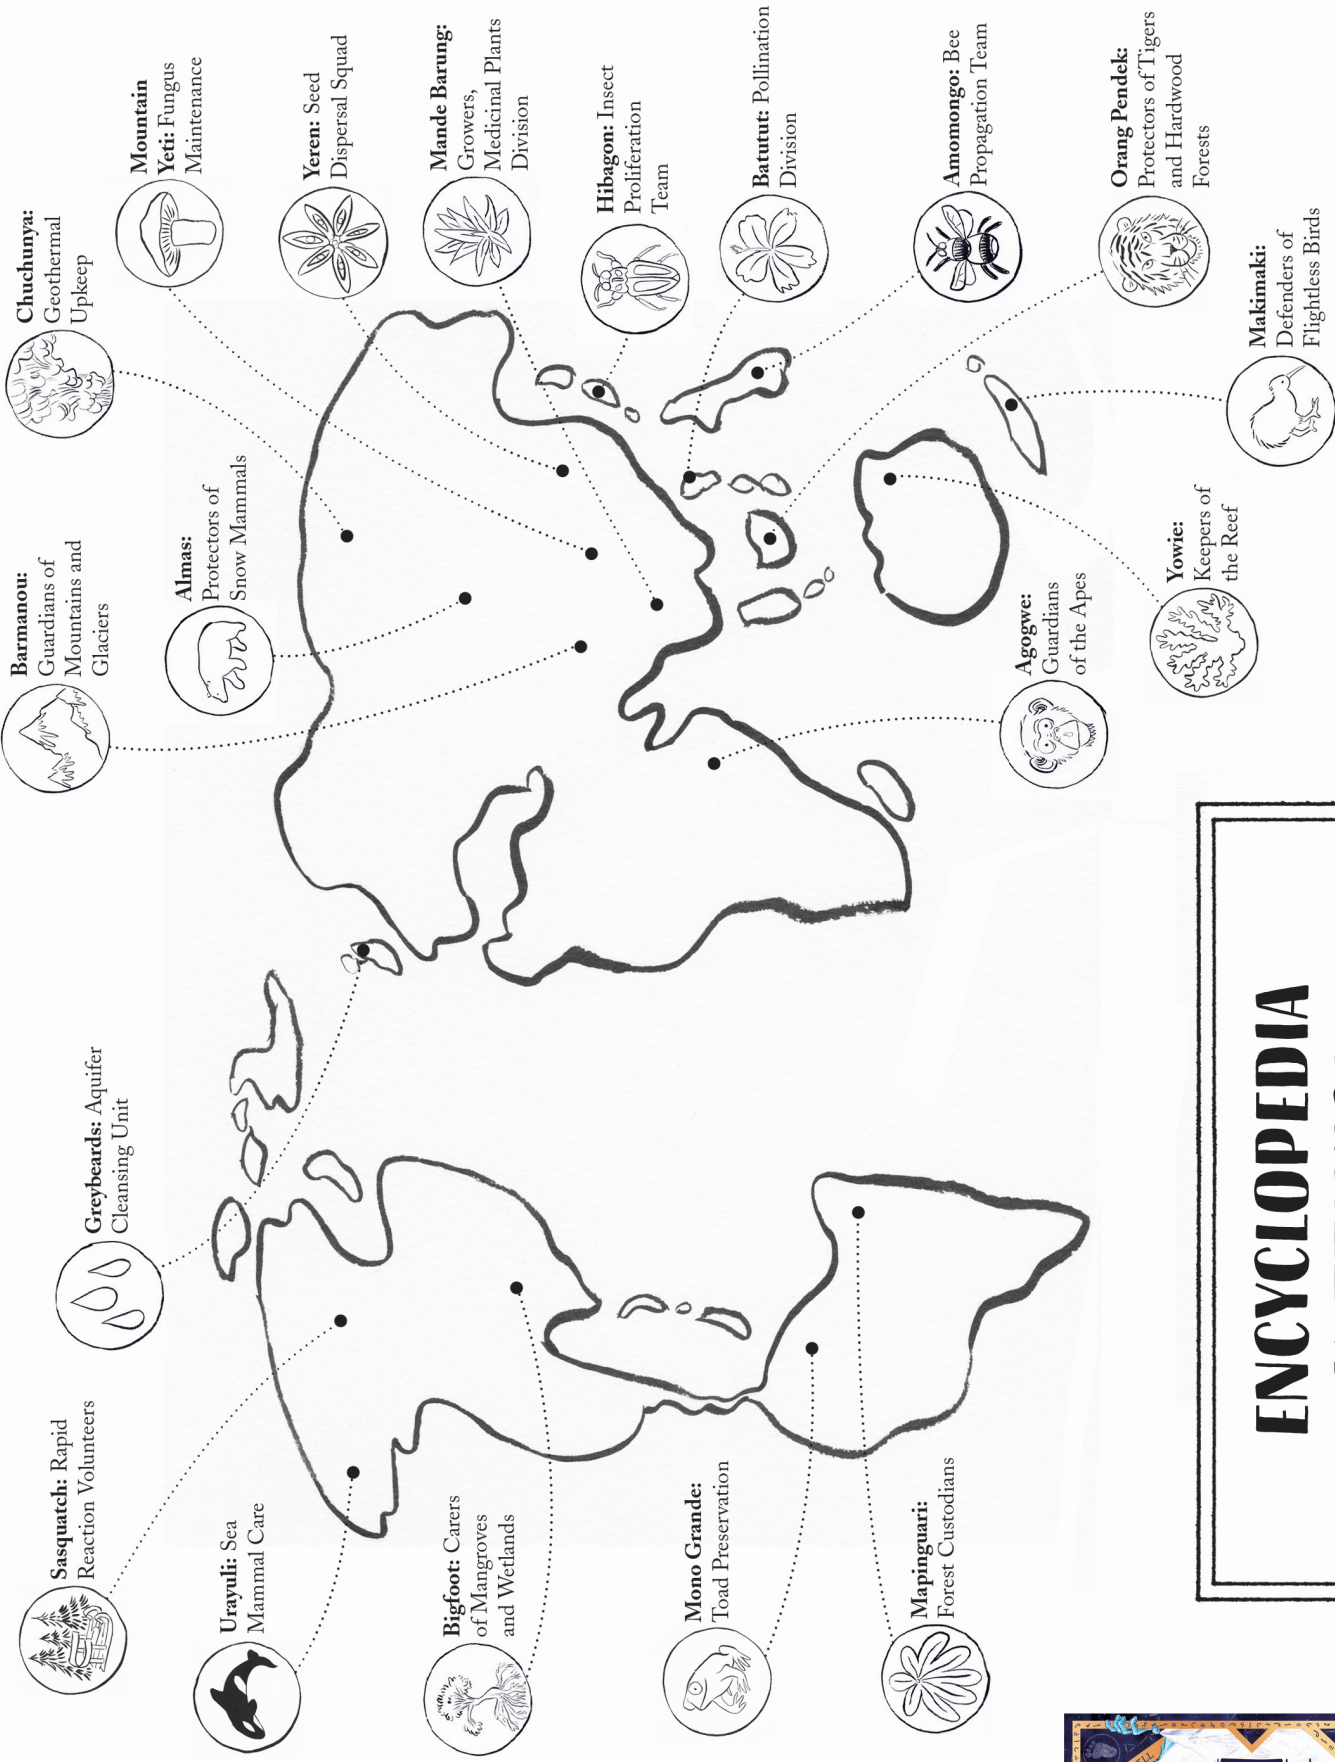 Sasquatch: Rapid
Reaction Volunteers
Greybeards: Aquifer
Cleansing Unit
Barmanou:
Guardians of
Mountains and
Glaciers
Chuchunya:
Geothermal
Upkeep
Almas:
Protectors of
Snow Mammals
Mountain
Yeti: Fungus
Maintenance
Urayuli: Sea
Mammal Care
Yeren: Seed
Dispersal Squad
Mande Barung:
Growers,
Medicinal Plants
Division
Bigfoot: Carers
of Mangroves
and Wetlands
Hibagon: Insect
Proliferation
Team
Mono Grande:
Toad Preservation
Batutut: Pollination
Division
Mapinguari:
Forest Custodians
Amomongo: Bee
Propagation Team
Agogwe:
Guardians
of the Apes
Orang Pendek:
Protectors of Tigers
and Hardwood
Forests
Yowie:
Keepers of
the Reef
Makimaki:
Defenders of
Flightless Birds
ENCYCLOPEDIA